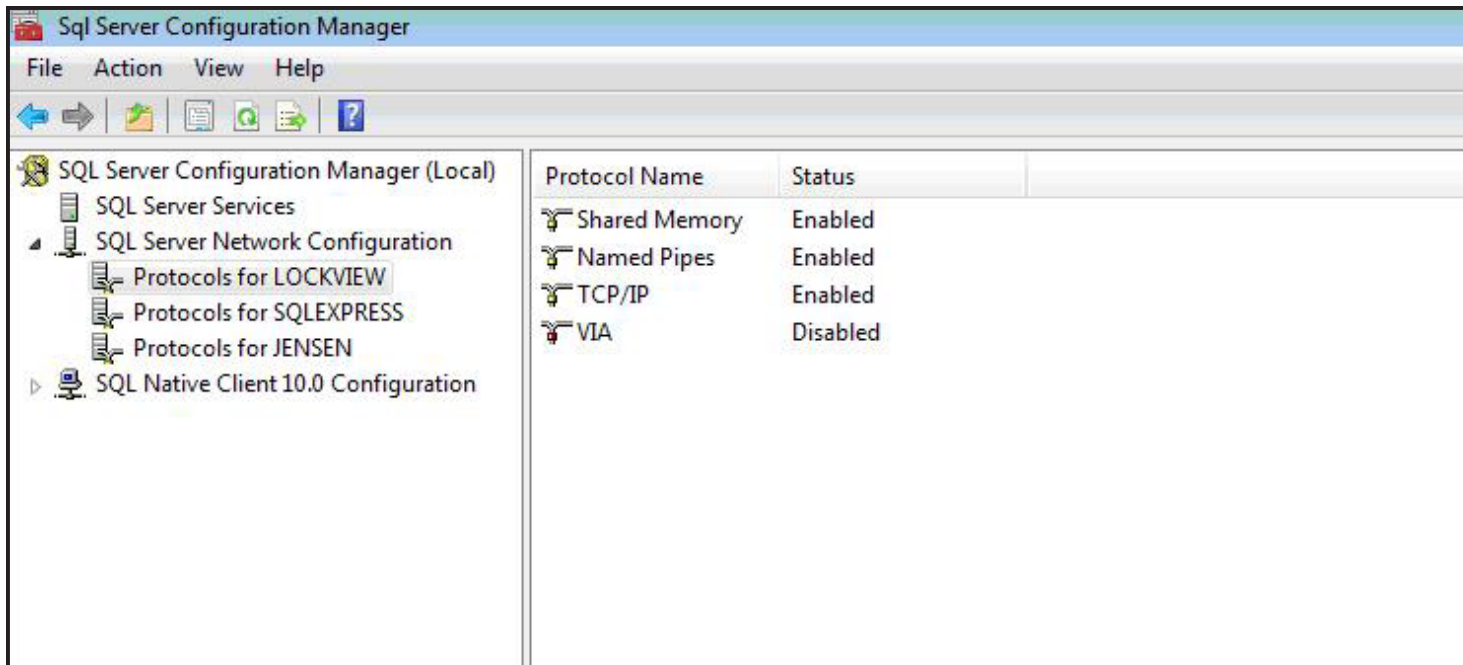 Sql Server Configuration Manager
File Action View Help
SQL Server Configuration Manager (Local)
SQL Server Services
SQL Server Network Configuration
Protocols for LOCKVIEW
Protocols for SQLEXPRESS
Protocols for JENSEN
SQL Native Client 10.0 Configuration
Protocol Name Status
Shared Memory Enabled
Named Pipes Enabled
TCP/IP Enabled
VIA Disabled